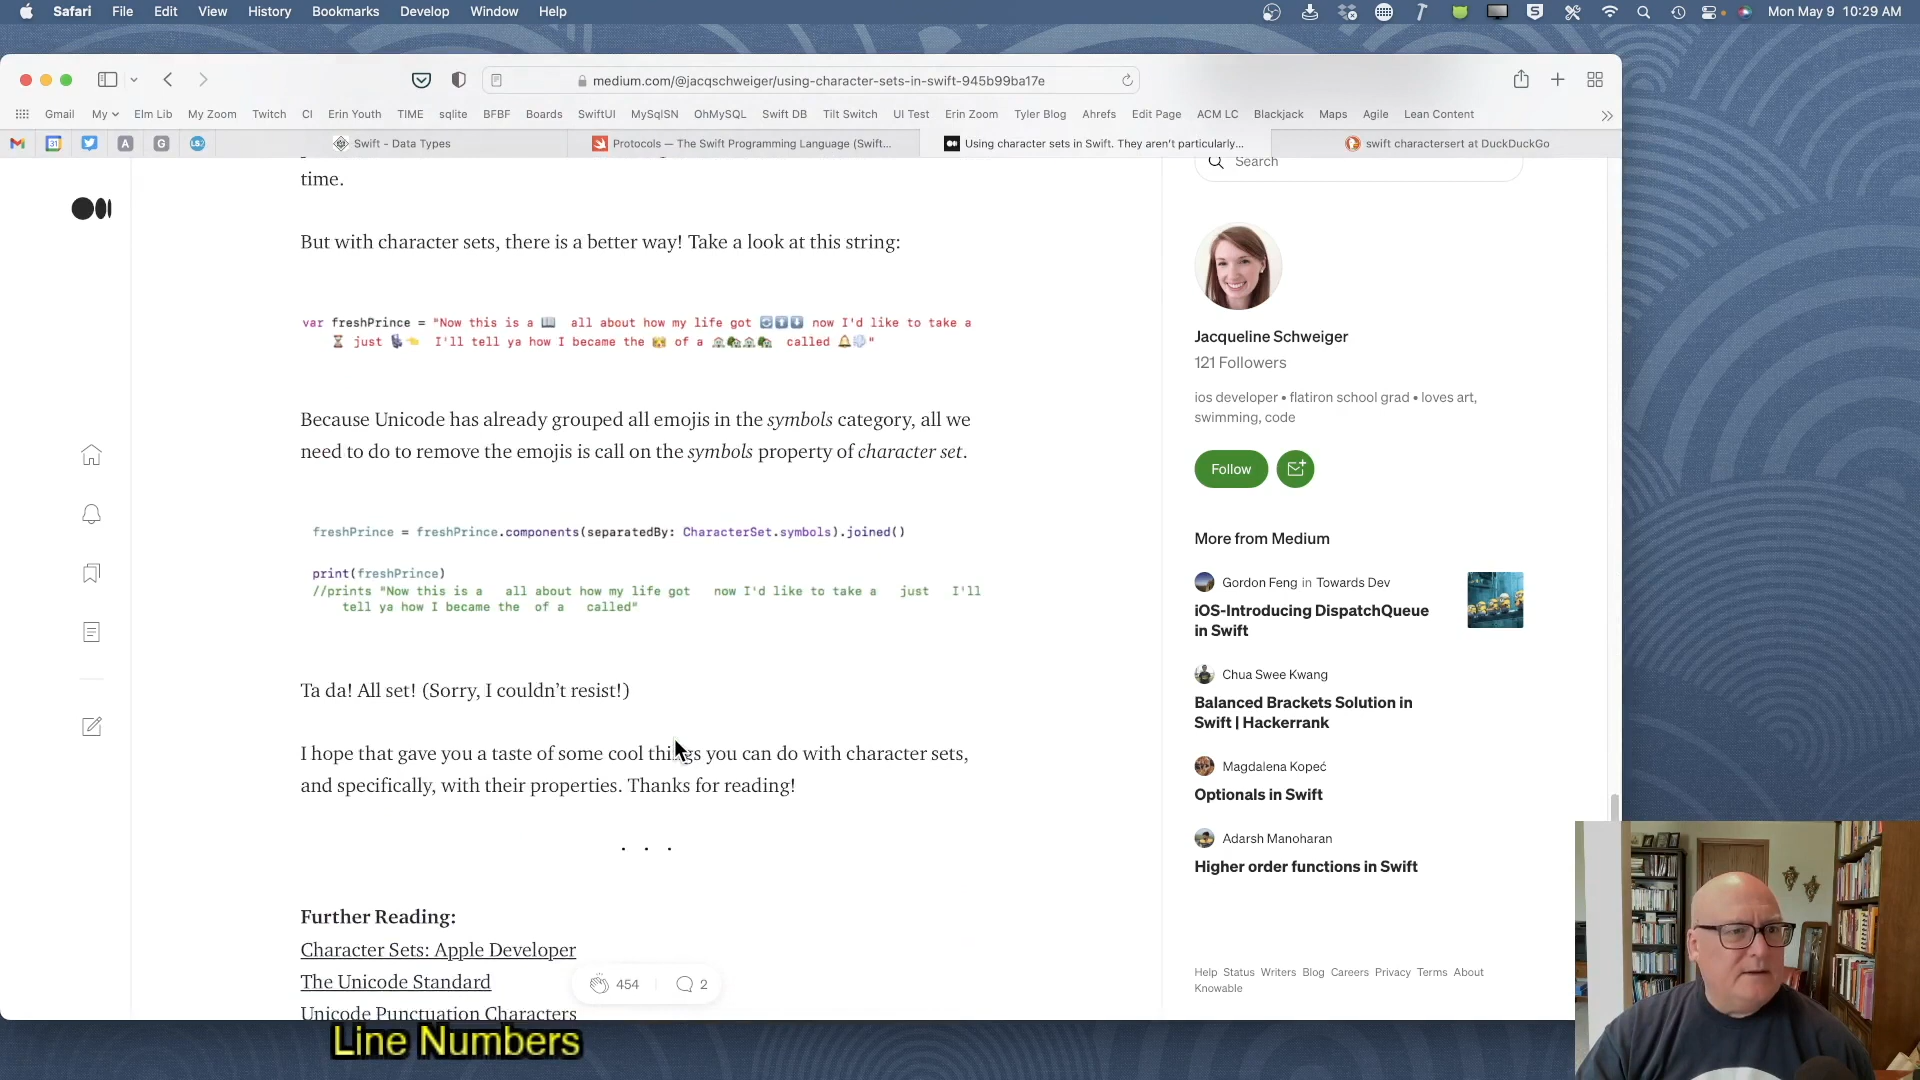 Safari File Edit View History Bookmarks Develop Window Help
Mon May 9 10:29 AM
medium.com/@jacqschweiger/using-character-sets-in-swift-945b99ba17e
Gmail My Elm Lib My Zoom Twitch CI Erin Youth TIME sqlite BFBF Boards SwiftUI MySqlSN OhMySQL Swift DB Tilt Switch UI Test Erin Zoom Tyler Blog Ahrefs Edit Page ACM LC Blackjack Maps Agile Lean Content
Swift - Data Types
Protocols — The Swift Programming Language (Swift...
Using character sets in Swift. They aren't particularly...
swift charactersert at DuckDuckGo
time.
But with character sets, there is a better way! Take a look at this string:
var freshPrince = "Now this is a 📖 all about how my life got 🔄⬆️⬇️ now I'd like to take a
⏳ just 💺👈 I'll tell ya how I became the 🤴 of a 🏚🏡🏚🏡 called 🔔💨"
Because Unicode has already grouped all emojis in the symbols category, all we
need to do to remove the emojis is call on the symbols property of character set.
freshPrince = freshPrince.components(separatedBy: CharacterSet.symbols).joined()
print(freshPrince)
//prints "Now this is a all about how my life got now I'd like to take a just I'll
tell ya how I became the of a called"
Ta da! All set! (Sorry, I couldn't resist!)
I hope that gave you a taste of some cool things you can do with character sets,
and specifically, with their properties. Thanks for reading!
. . .
Further Reading:
Character Sets: Apple Developer
The Unicode Standard
Unicode Punctuation Characters
454 2
Line Numbers
Search
Jacqueline Schweiger
121 Followers
ios developer • flatiron school grad • loves art,
swimming, code
Follow
More from Medium
Gordon Feng in Towards Dev
iOS-Introducing DispatchQueue
in Swift
Chua Swee Kwang
Balanced Brackets Solution in
Swift | Hackerrank
Magdalena Kopeć
Optionals in Swift
Adarsh Manoharan
Higher order functions in Swift
Help Status Writers Blog Careers Privacy Terms About
Knowable